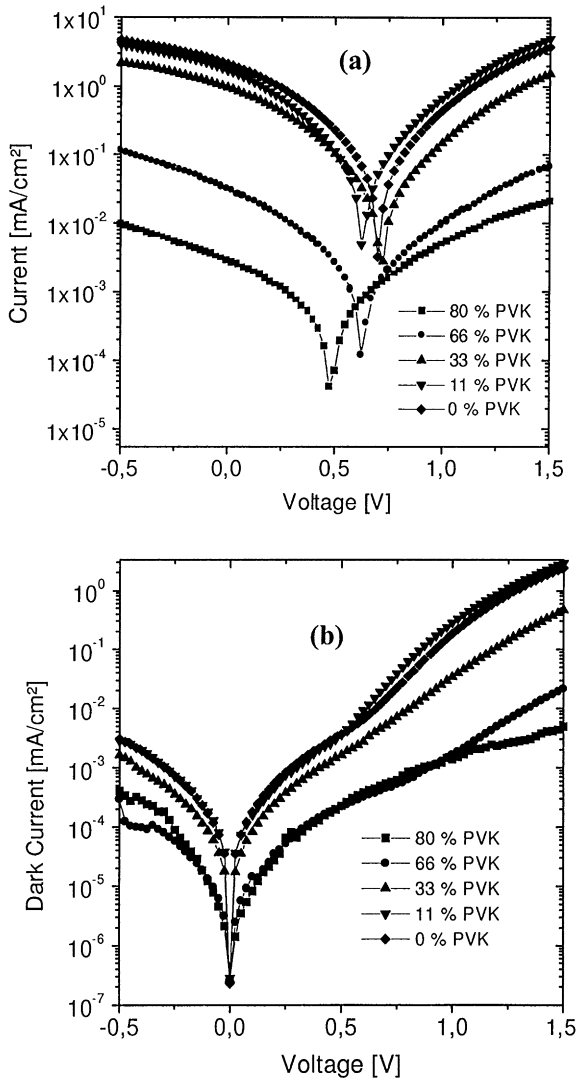 (a)
1x10¹
1x10⁰
1x10⁻¹
1x10⁻²
1x10⁻³
1x10⁻⁴
1x10⁻⁵
Current [mA/cm²]
80 % PVK
66 % PVK
33 % PVK
11 % PVK
0 % PVK
-0,5 0,0 0,5 1,0 1,5
Voltage [V]
(b)
10⁰
10⁻¹
10⁻²
10⁻³
10⁻⁴
10⁻⁵
10⁻⁶
10⁻⁷
Dark Current [mA/cm²]
80 % PVK
66 % PVK
33 % PVK
11 % PVK
0 % PVK
-0,5 0,0 0,5 1,0 1,5
Voltage [V]